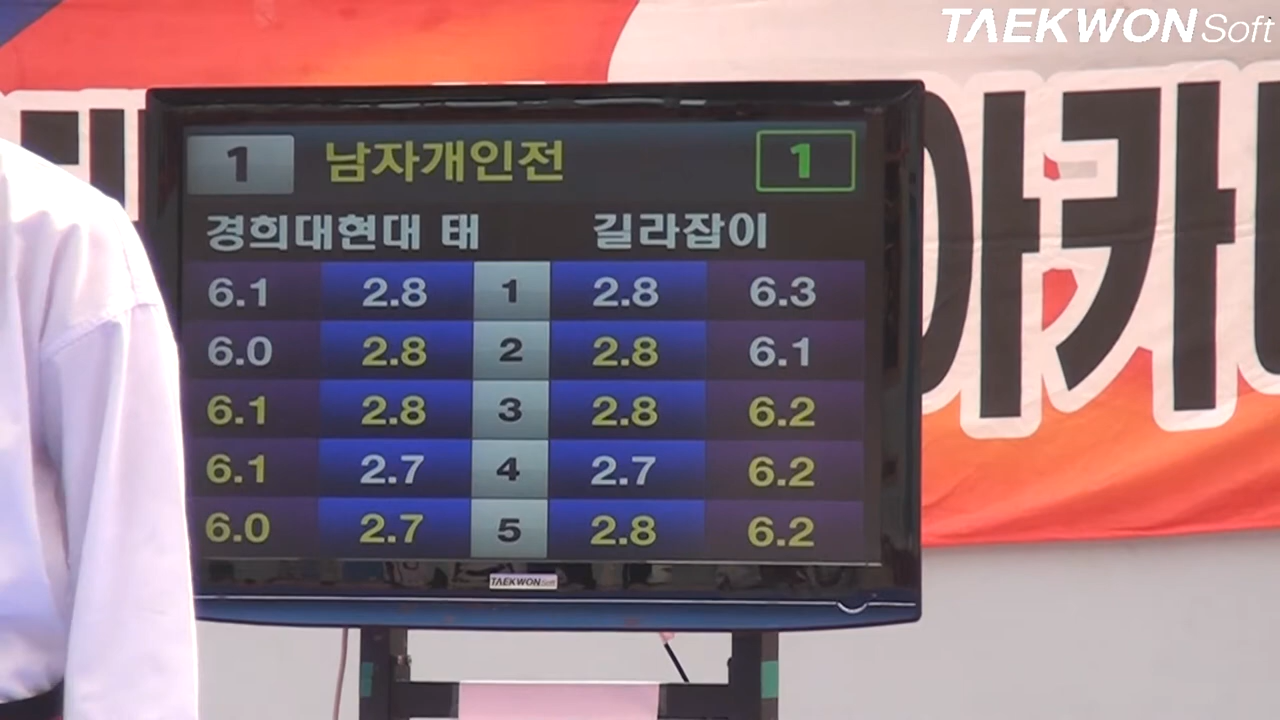 TAEKWONSoft
아카
1 남자개인전 1
경희대현대 태 길라잡이
6.1 2.8 1 2.8 6.3
6.0 2.8 2 2.8 6.1
6.1 2.8 3 2.8 6.2
6.1 2.7 4 2.7 6.2
6.0 2.7 5 2.8 6.2
TAEKWONSoft